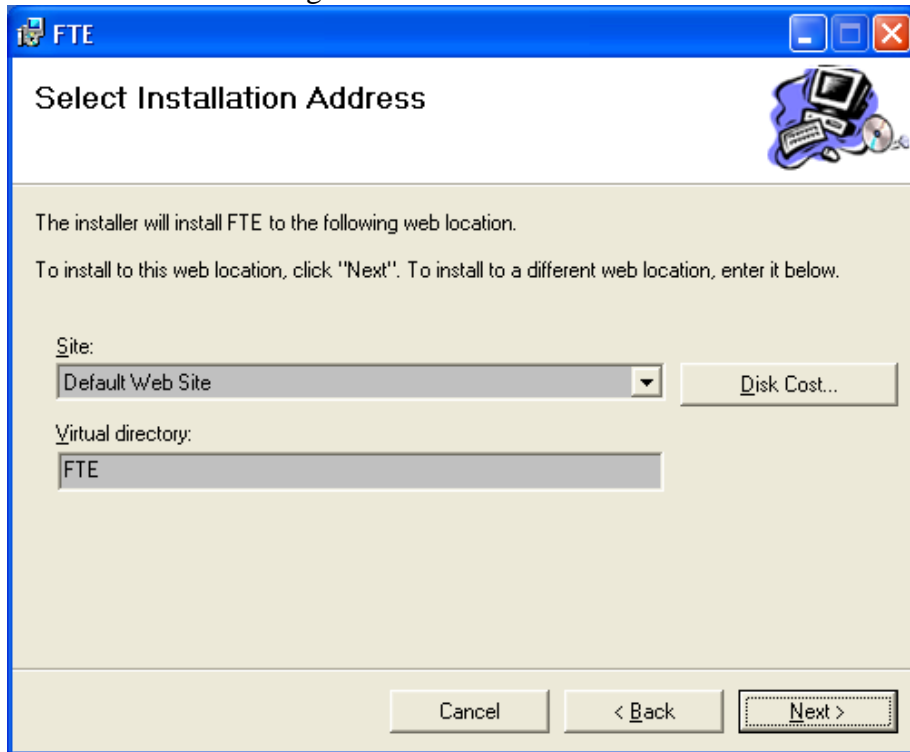 FTE
Select Installation Address
The installer will install FTE to the following web location.
To install to this web location, click "Next". To install to a different web location, enter it below.
Site:
Default Web Site
Disk Cost...
Virtual directory:
FTE
Cancel
< Back
Next >